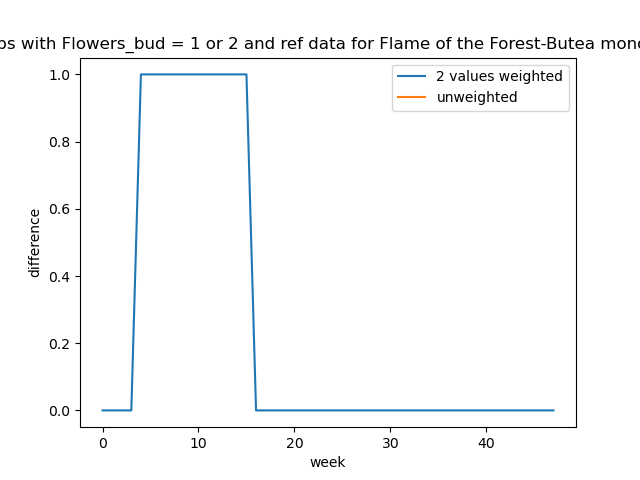 os with Flowers_bud = 1 or 2 and ref data for Flame of the Forest-Butea mono
2 values weighted
unweighted
1.0
0.8
0.6
0.4
0.2
0.0
difference
0
10
20
30
40
week